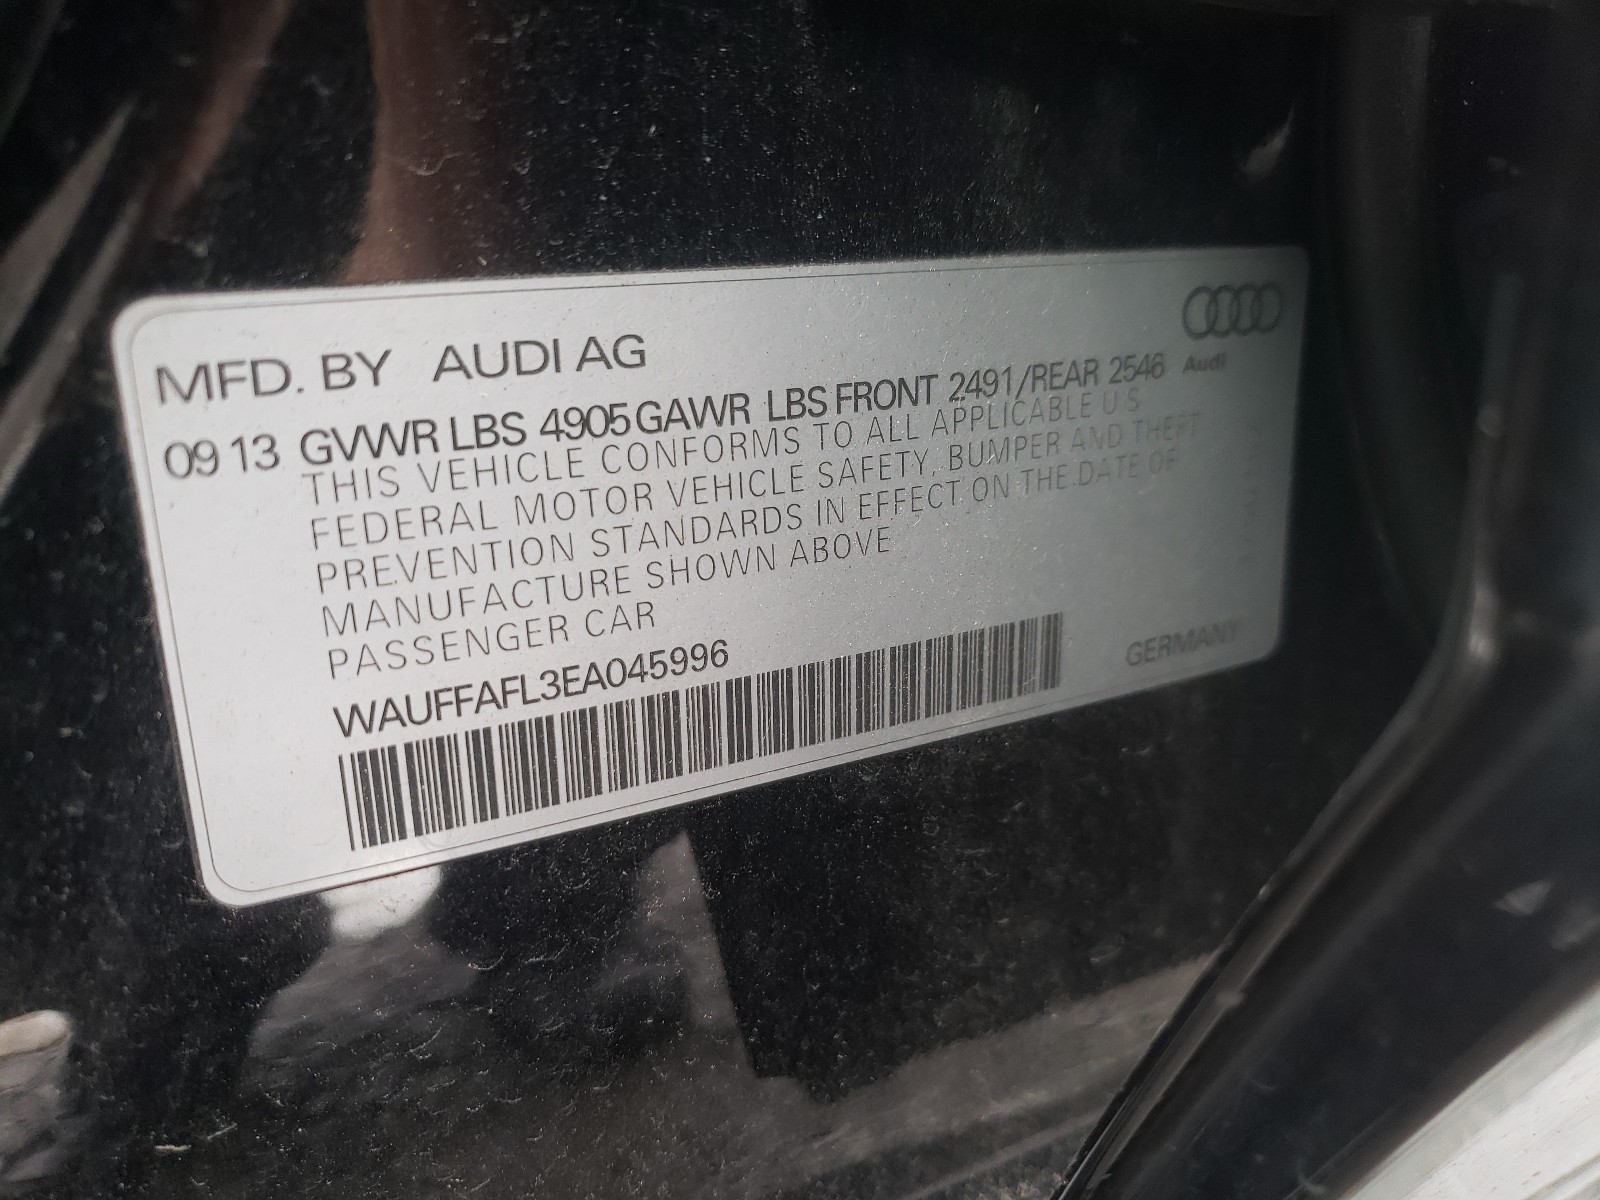 MFD. BY AUDI AG
09 13 GVWR LBS 4905 GAWR LBS FRONT 2491/REAR 2546
Audi
THIS VEHICLE CONFORMS TO ALL APPLICABLE U S
FEDERAL MOTOR VEHICLE SAFETY, BUMPER AND THEFT
PREVENTION STANDARDS IN EFFECT ON THE DATE OF
MANUFACTURE SHOWN ABOVE
PASSENGER CAR
WAUFFAFL3EA045996
GERMANY